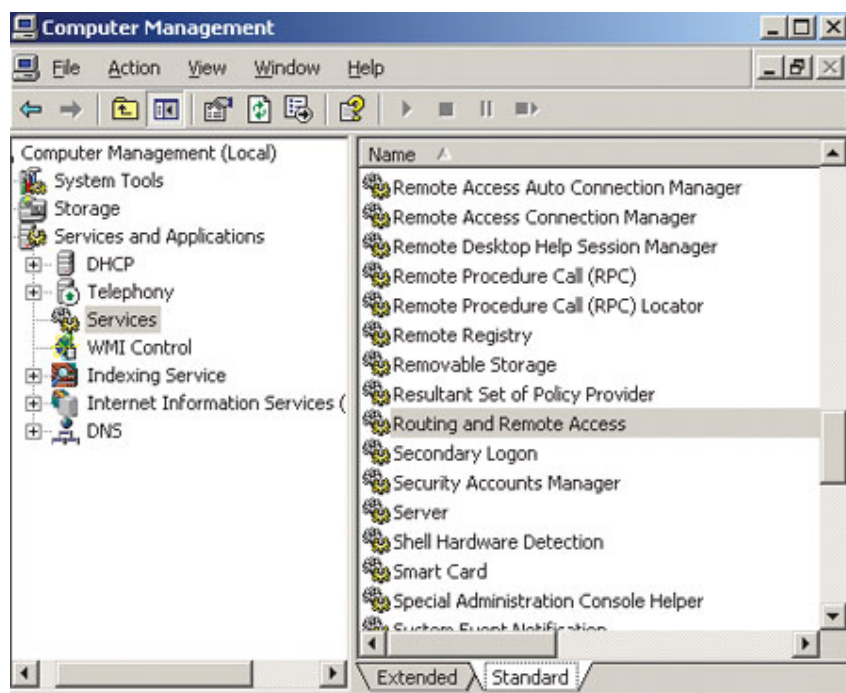 Computer Management
File Action View Window Help
Computer Management (Local)
System Tools
Storage
Services and Applications
DHCP
Telephony
Services
WMI Control
Indexing Service
Internet Information Services (
DNS
Name
Remote Access Auto Connection Manager
Remote Access Connection Manager
Remote Desktop Help Session Manager
Remote Procedure Call (RPC)
Remote Procedure Call (RPC) Locator
Remote Registry
Removable Storage
Resultant Set of Policy Provider
Routing and Remote Access
Secondary Logon
Security Accounts Manager
Server
Shell Hardware Detection
Smart Card
Special Administration Console Helper
System Event Notification
Extended Standard